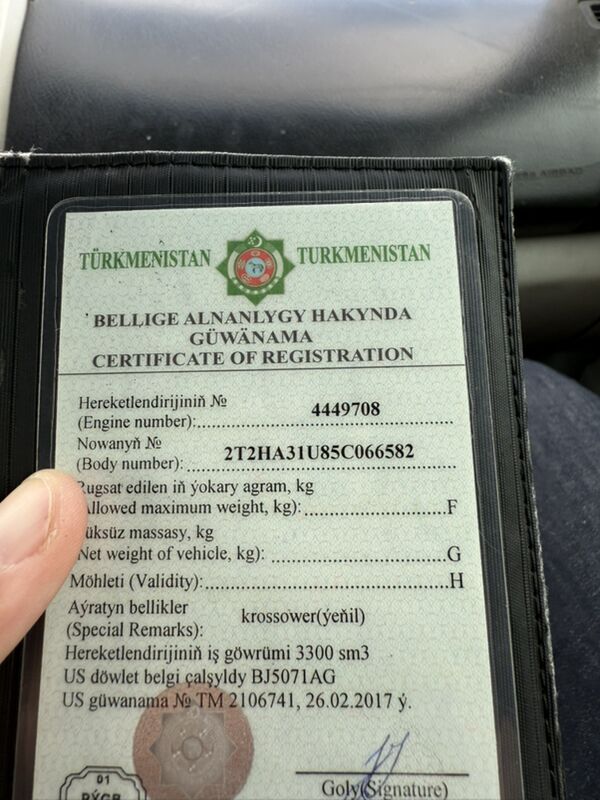 TÜRKMENISTAN TURKMENISTAN
BELLIGE ALNANLYGY HAKYNDA
GÜWÄNAMA
CERTIFICATE OF REGISTRATION
Hereketlendirijiniň №
(Engine number):..............4449708
Nowanyň №
(Body number): 2T2HA31U85C066582
Rugsat edilen iň ýokary agram, kg
Allowed maximum weight, kg):..............F
ýüksüz massasy, kg
Net weight of vehicle, kg): ..............G
Möhleti (Validity):..............H
Aýratyn bellikler krossower(ýeňil)
(Special Remarks):
Hereketlendirijiniň iş göwrümi 3300 sm3
US döwlet belgi çalşyldy BJ5071AG
US güwanama № TM 2106741, 26.02.2017 ý.
01
Goly(Signature)